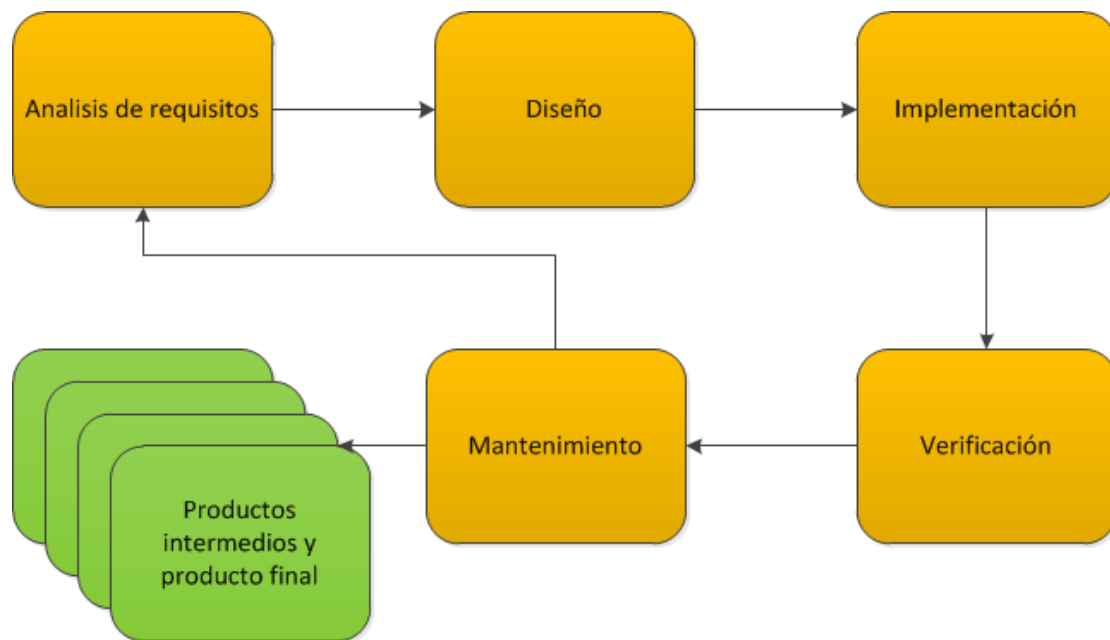 Analisis de requisitos
Diseño
Implementación
Mantenimiento
Verificación
Productos
intermedios y
producto final